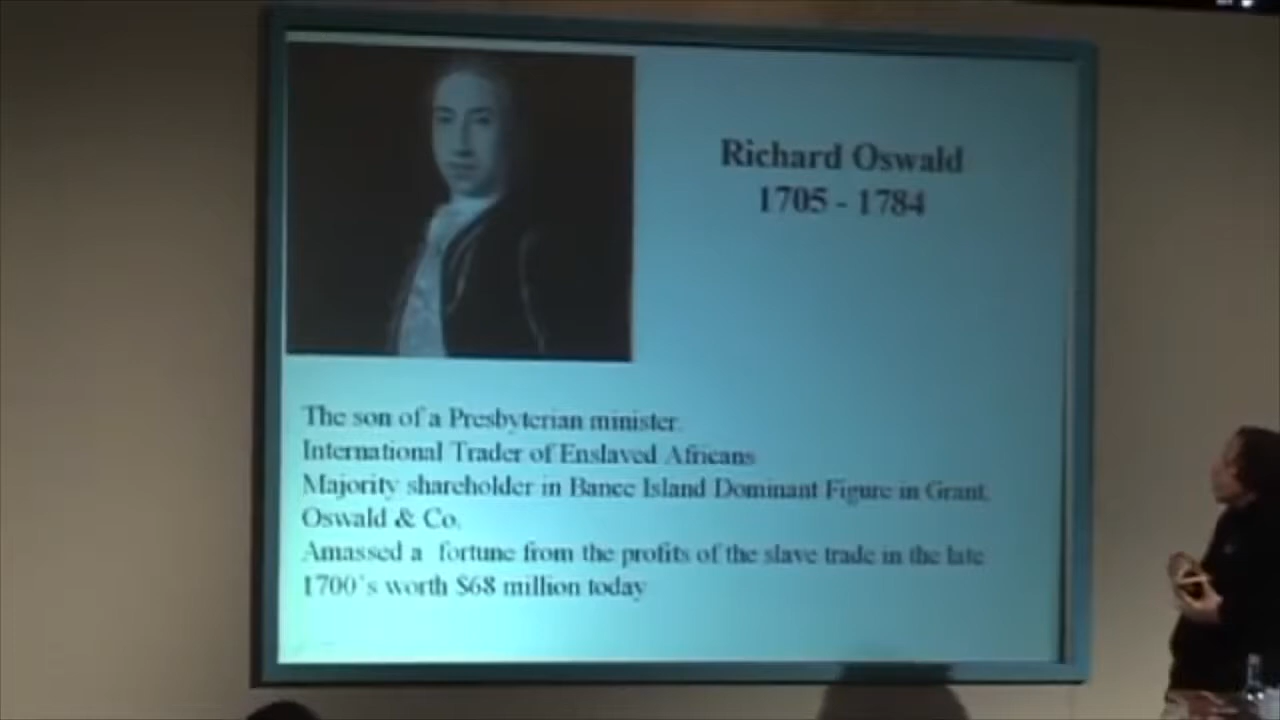 Richard Oswald
1705 - 1784
The son of a Presbyterian minister.
International Trader of Enslaved Africans
Majority shareholder in Bance Island Dominant Figure in Grant,
Oswald & Co.
Amassed a fortune from the profits of the slave trade in the late
1700's worth $68 million today